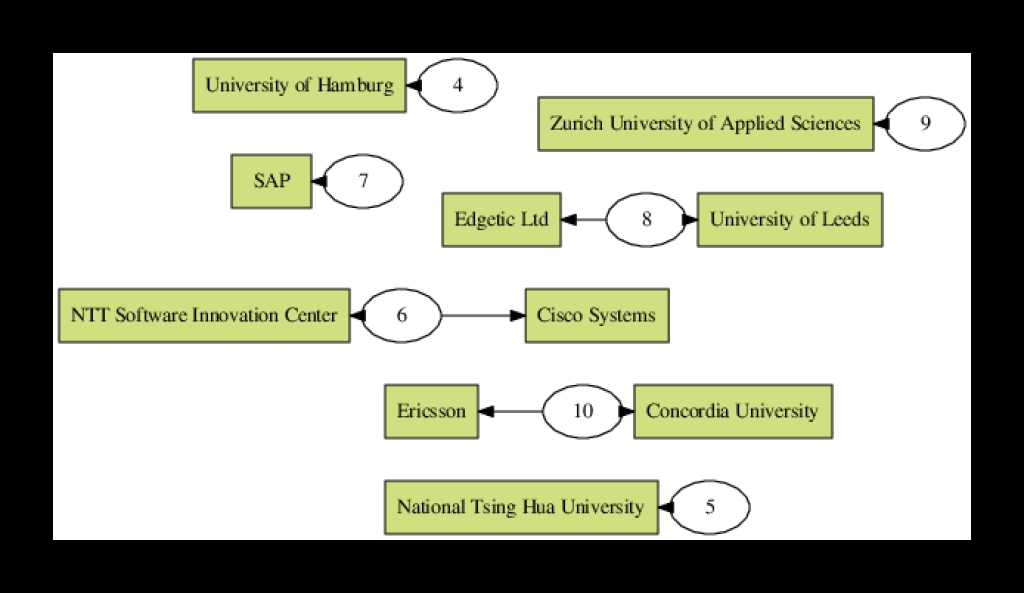 University of Hamburg 4
Zurich University of Applied Sciences 9
SAP 7
Edgetic Ltd 8 University of Leeds
NTT Software Innovation Center 6 Cisco Systems
Ericsson 10 Concordia University
National Tsing Hua University 5